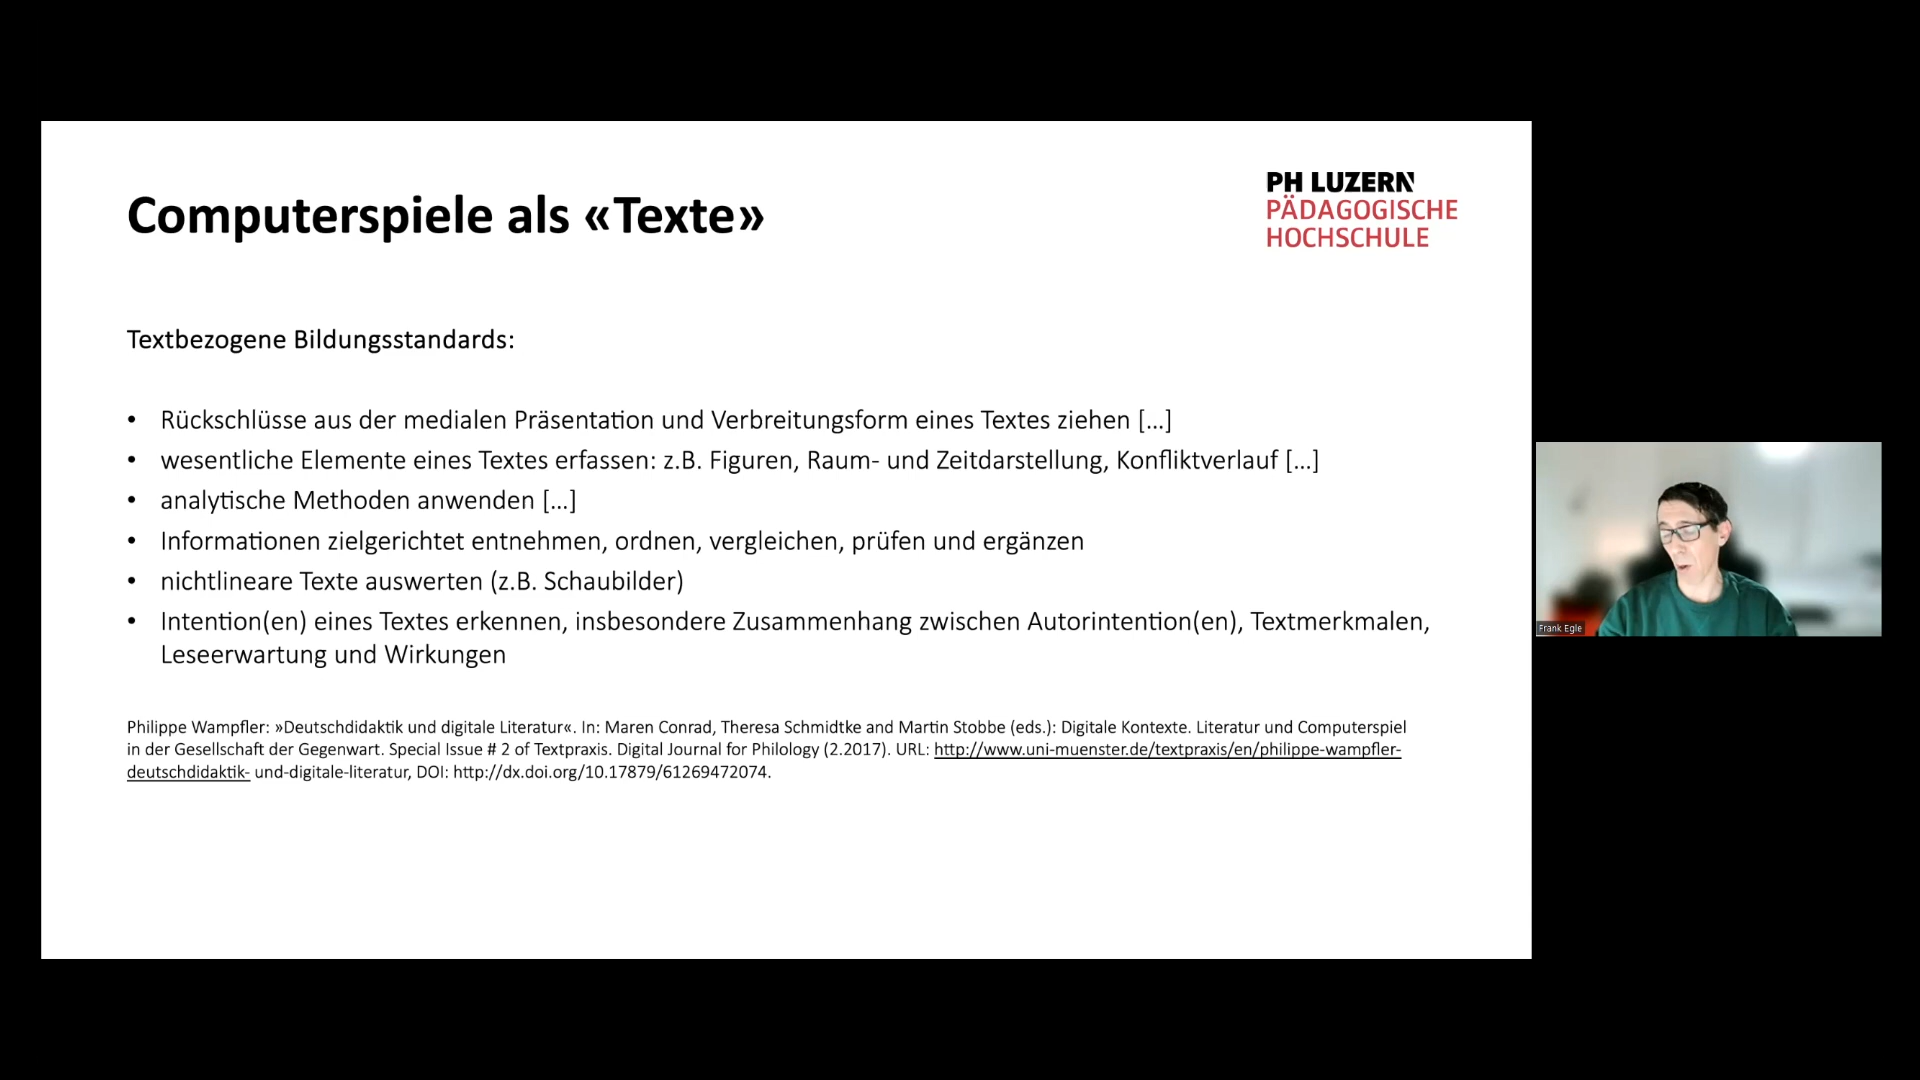 Computerspiele als «Texte»
PH LUZERN
PÄDAGOGISCHE
HOCHSCHULE
Textbezogene Bildungsstandards:
• Rückschlüsse aus der medialen Präsentation und Verbreitungsform eines Textes ziehen […]
• wesentliche Elemente eines Textes erfassen: z.B. Figuren, Raum- und Zeitdarstellung, Konfliktverlauf […]
• analytische Methoden anwenden […]
• Informationen zielgerichtet entnehmen, ordnen, vergleichen, prüfen und ergänzen
• nichtlineare Texte auswerten (z.B. Schaubilder)
• Intention(en) eines Textes erkennen, insbesondere Zusammenhang zwischen Autorintention(en), Textmerkmalen,
Leseerwartung und Wirkungen
Philippe Wampfler: »Deutschdidaktik und digitale Literatur«. In: Maren Conrad, Theresa Schmidtke and Martin Stobbe (eds.): Digitale Kontexte. Literatur und Computerspiel
in der Gesellschaft der Gegenwart. Special Issue # 2 of Textpraxis. Digital Journal for Philology (2.2017). URL: http://www.uni-muenster.de/textpraxis/en/philippe-wampfler-
deutschdidaktik- und-digitale-literatur, DOI: http://dx.doi.org/10.17879/61269472074.
Frank Egle